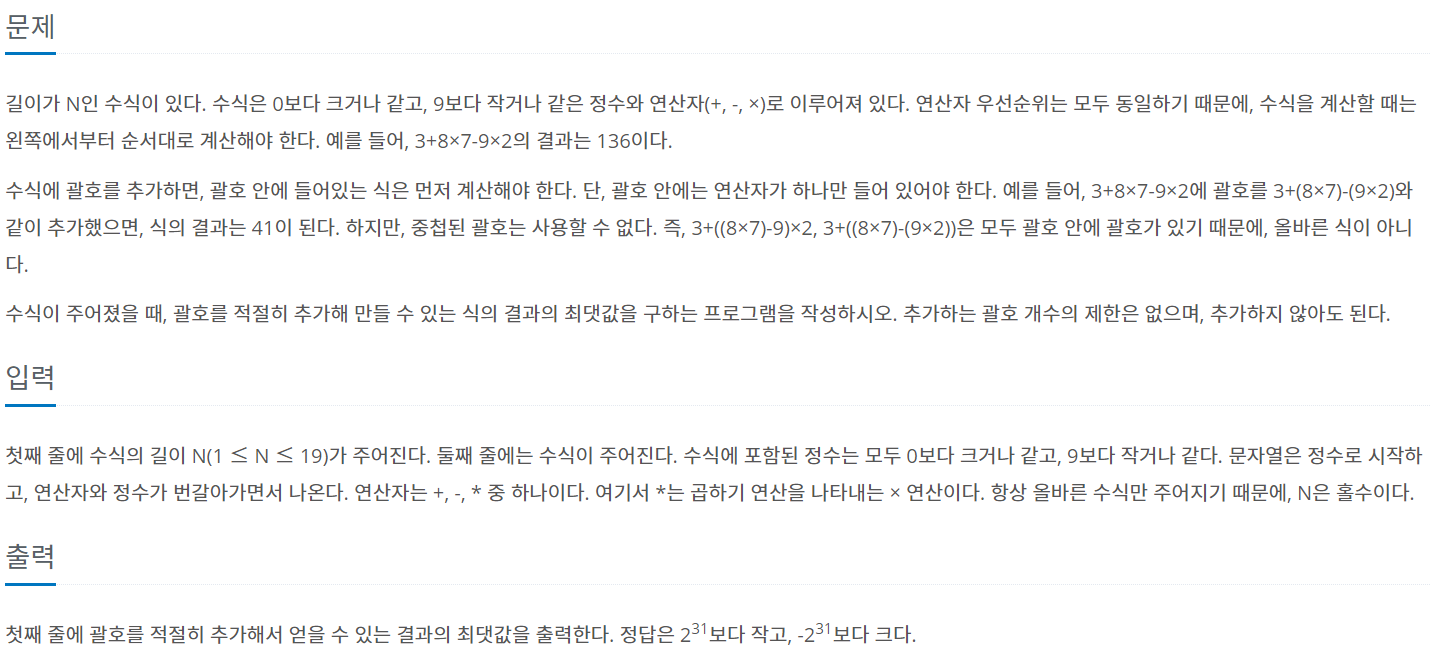 문제
길이가 N인 수식이 있다. 수식은 0보다 크거나 같고, 9보다 작거나 같은 정수와 연산자(+, -, ×)로 이루어져 있다. 연산자 우선순위는 모두 동일하기 때문에, 수식을 계산할 때는
왼쪽에서부터 순서대로 계산해야 한다. 예를 들어, 3+8×7-9×2의 결과는 136이다.
수식에 괄호를 추가하면, 괄호 안에 들어있는 식은 먼저 계산해야 한다. 단, 괄호 안에는 연산자가 하나만 들어 있어야 한다. 예를 들어, 3+8×7-9×2에 괄호를 3+(8×7)-(9×2)와
같이 추가했으면, 식의 결과는 41이 된다. 하지만, 중첩된 괄호는 사용할 수 없다. 즉, 3+((8×7)-9)×2, 3+((8×7)-(9×2))은 모두 괄호 안에 괄호가 있기 때문에, 올바른 식이 아니
다.
수식이 주어졌을 때, 괄호를 적절히 추가해 만들 수 있는 식의 결과의 최댓값을 구하는 프로그램을 작성하시오. 추가하는 괄호 개수의 제한은 없으며, 추가하지 않아도 된다.
입력
첫째 줄에 수식의 길이 N(1 ≤ N ≤ 19)가 주어진다. 둘째 줄에는 수식이 주어진다. 수식에 포함된 정수는 모두 0보다 크거나 같고, 9보다 작거나 같다. 문자열은 정수로 시작하
고, 연산자와 정수가 번갈아가면서 나온다. 연산자는 +, -, * 중 하나이다. 여기서 *는 곱하기 연산을 나타내는 × 연산이다. 항상 올바른 수식만 주어지기 때문에, N은 홀수이다.
출력
첫째 줄에 괄호를 적절히 추가해서 얻을 수 있는 결과의 최댓값을 출력한다. 정답은 2³¹보다 작고, -2³¹보다 크다.